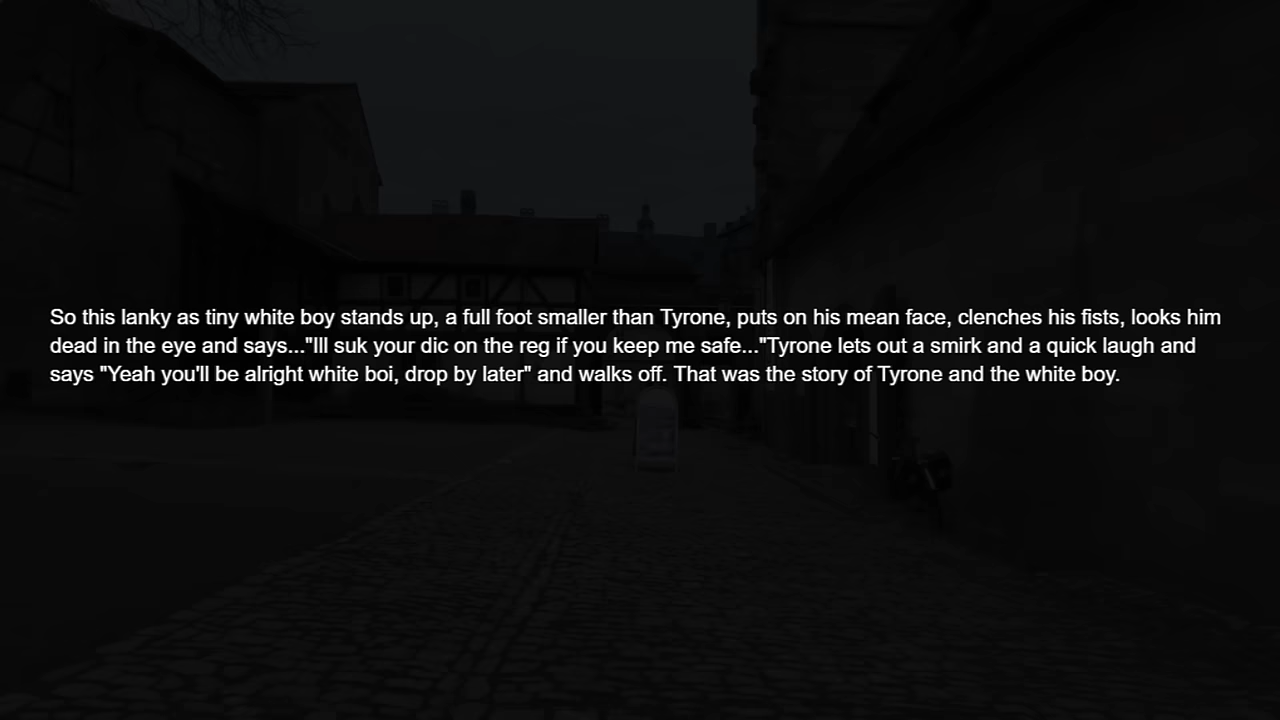 So this lanky as tiny white boy stands up, a full foot smaller than Tyrone, puts on his mean face, clenches his fists, looks him
dead in the eye and says..."Ill suk your dic on the reg if you keep me safe..."Tyrone lets out a smirk and a quick laugh and
says "Yeah you'll be alright white boi, drop by later" and walks off. That was the story of Tyrone and the white boy.